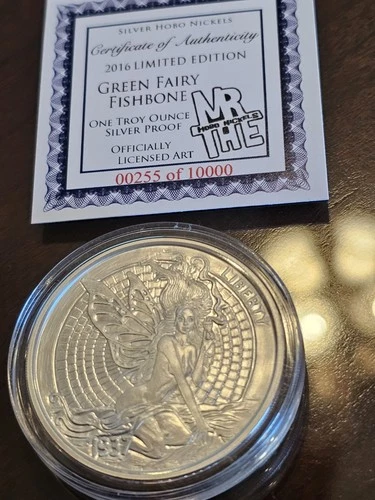 Silver Hobo Nickels
Certificate of Authenticity
2016 Limited Edition
Green Fairy
Fishbone
One Troy Ounce
Silver Proof
Officially
Licensed Art
MR
HOBO NICKELS
THE
00255 of 10000
LIBERTY
1937